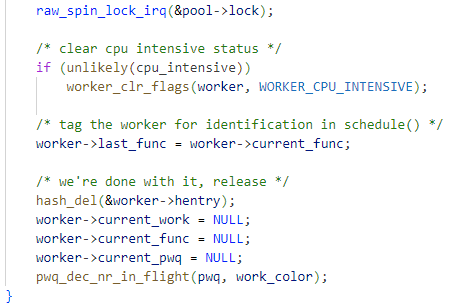 raw_spin_lock_irq(&pool->lock);
/* clear cpu intensive status */
if (unlikely(cpu_intensive))
worker_clr_flags(worker, WORKER_CPU_INTENSIVE);
/* tag the worker for identification in schedule() */
worker->last_func = worker->current_func;
/* we're done with it, release */
hash_del(&worker->hentry);
worker->current_work = NULL;
worker->current_func = NULL;
worker->current_pwq = NULL;
pwq_dec_nr_in_flight(pwq, work_color);
}